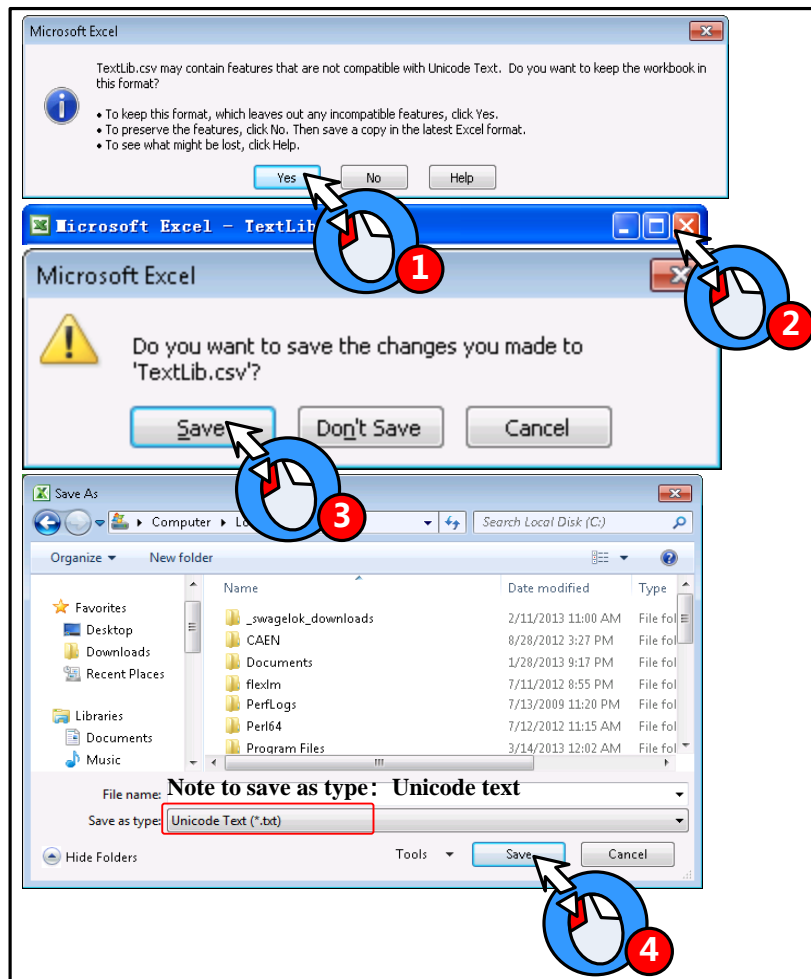 Microsoft Excel
TextLib.csv may contain features that are not compatible with Unicode Text. Do you want to keep the workbook in
this format?
• To keep this format, which leaves out any incompatible features, click Yes.
• To preserve the features, click No. Then save a copy in the latest Excel format.
• To see what might be lost, click Help.
Yes No Help
Microsoft Excel - TextLib
1
2
Microsoft Excel
Do you want to save the changes you made to
'TextLib.csv'?
Save Don't Save Cancel
3
Save As
Computer Search Local Disk (C:)
Organize New folder
Name Date modified Type
Favorites
_swagelok_downloads 2/11/2013 11:00 AM File fol
Desktop
CAEN 8/28/2012 3:27 PM File fol
Downloads
Documents 1/28/2013 9:17 PM File fol
Recent Places
flexlm 7/11/2012 8:55 PM File fol
PerfLogs 7/13/2009 11:20 PM File fol
Libraries
Perl64 7/12/2012 11:15 AM File fol
Documents
Program Files 3/14/2013 12:02 AM File fol
Music
File name: Note to save as type：Unicode text
Save as type: Unicode Text (*.txt)
Hide Folders Tools Save Cancel
4